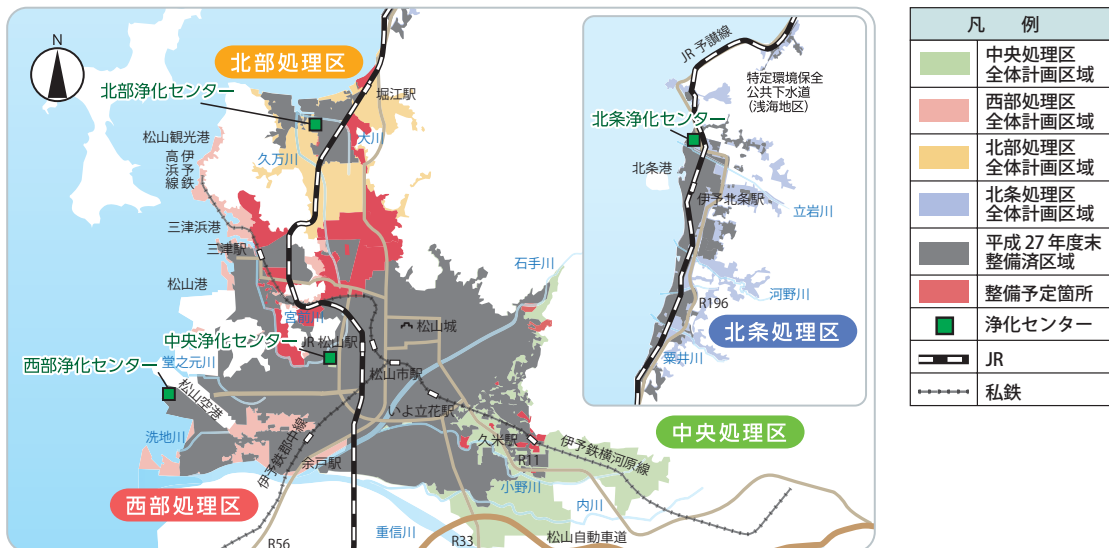 N
北部処理区
北部浄化センター
堀江駅
松山観光港
伊予鉄
高浜線
久万川
大川
三津浜港
三津駅
松山港
石手川
宮前川
松山城
中央浄化センター
JR 松山駅
西部浄化センター
堂之元川
松山空港
松山市駅
いよ立花駅
洗地川
伊予鉄郡中線
余戸駅
久米駅
伊予鉄横河原線
R11
小野川
内川
中央処理区
西部処理区
重信川
R56
R33
松山自動車道
JR 予讃線
特定環境保全
公共下水道
(浅海地区)
北条浄化センター
北条港
伊予北条駅
立岩川
河野川
R196
北条処理区
粟井川
凡 例
中央処理区
全体計画区域
西部処理区
全体計画区域
北部処理区
全体計画区域
北条処理区
全体計画区域
平成 27 年度末
整備済区域
整備予定箇所
浄化センター
JR
私鉄